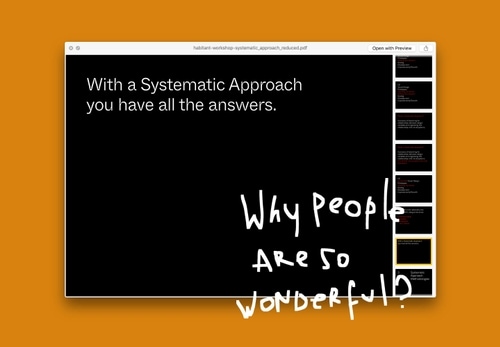 habitant-workshop-systematic_approach_reduced.pdf
Open with Preview
With a Systematic Approach
you have all the answers.
Why people
ARE so
WONDERful?